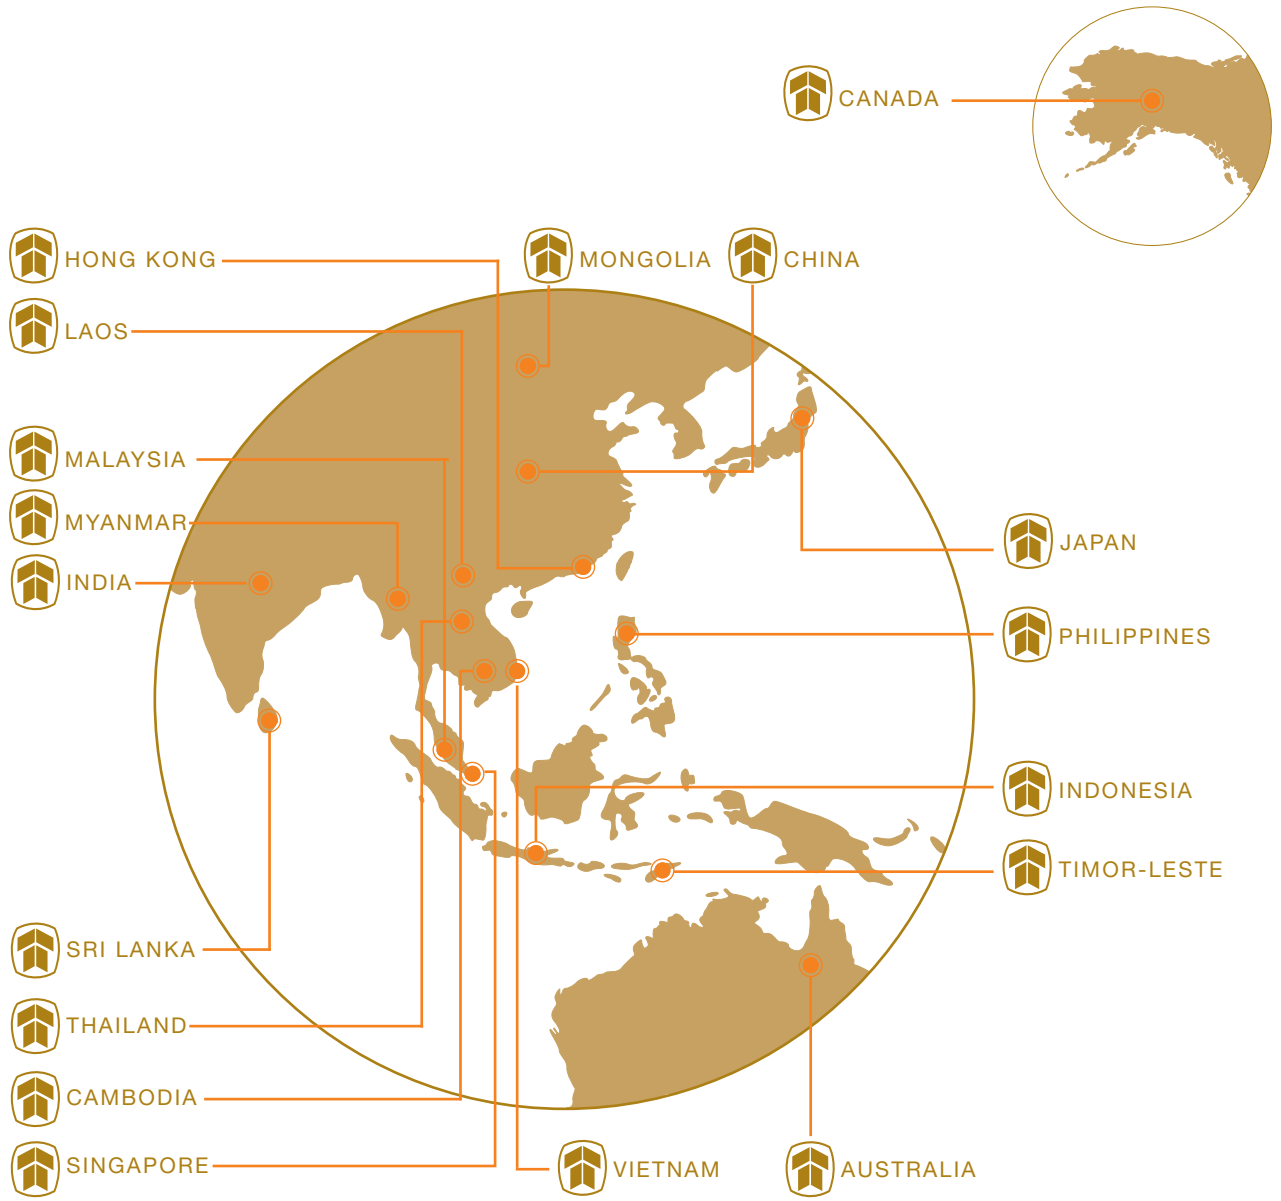 CANADA
HONG KONG
MONGOLIA
CHINA
LAOS
MALAYSIA
MYANMAR
INDIA
JAPAN
PHILIPPINES
INDONESIA
TIMOR-LESTE
SRI LANKA
THAILAND
CAMBODIA
SINGAPORE
VIETNAM
AUSTRALIA